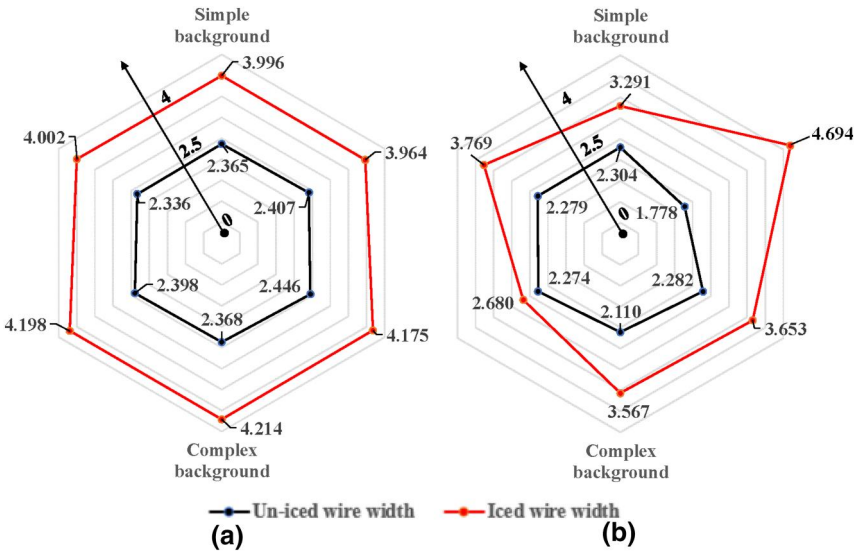 Simple
background
3.996
4
4.002
3.964
2.5
2.365
2.336
2.407
0
2.398
2.446
2.368
4.198
4.175
4.214
Complex
background
Simple
background
3.291
4
3.769
4.694
2.5
2.304
2.279
1.778
0
2.274
2.282
2.680
2.110
3.653
3.567
Complex
background
Un-iced wire width
Iced wire width
(a)
(b)